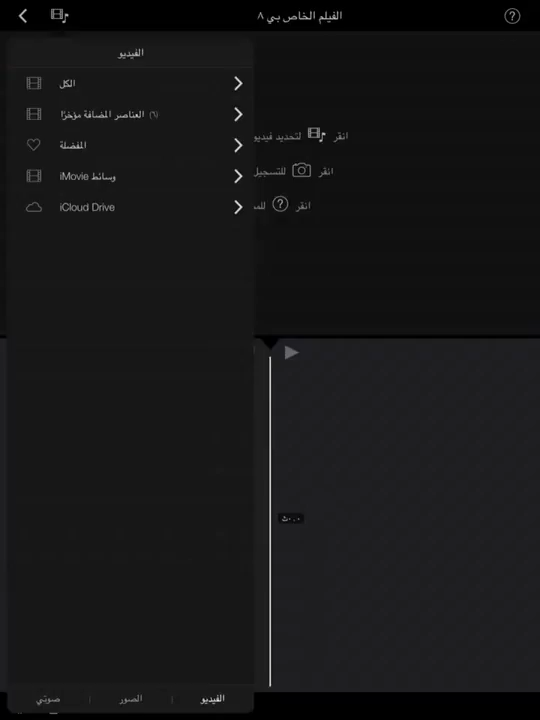 الفيلم الخاص بي ٨
الفيديو
الكل
العناصر المضافة مؤخرًا (٦)
المفضلة
وسائط iMovie
iCloud Drive
انقر لتحديد فيديو
انقر للتسجيل
انقر
٠.٠ث
الفيديو
الصور
صوتي